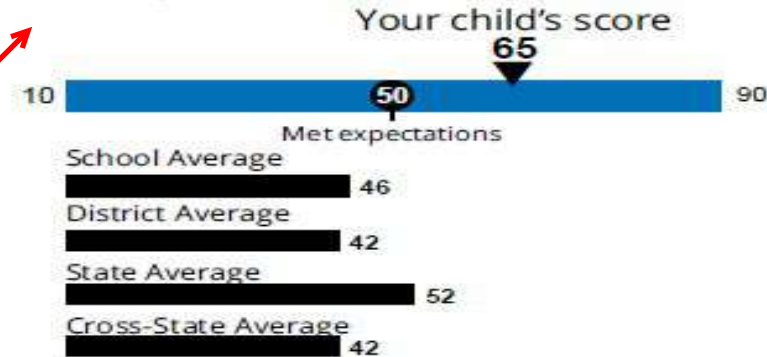 Your child's score
65
10 50 90
Met expectations
School Average
46
District Average
42
State Average
52
Cross-State Average
42